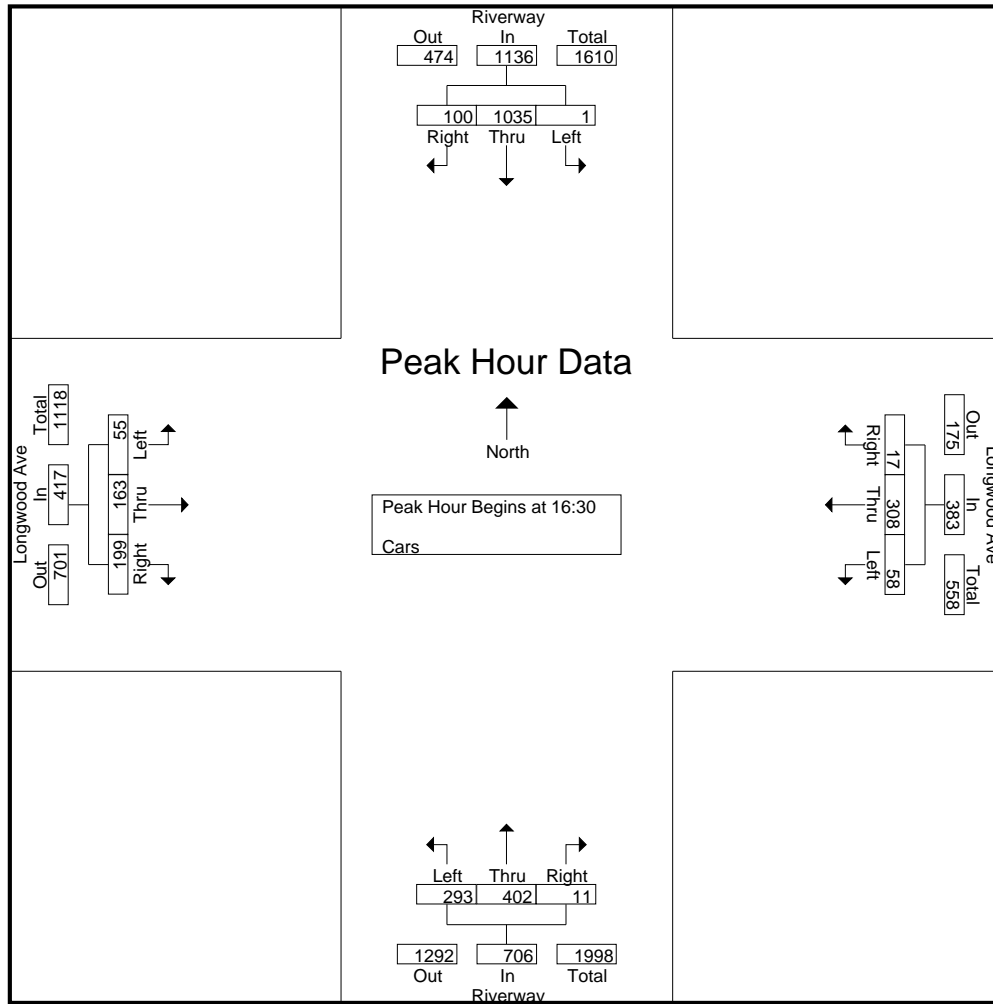 Riverway
Out In Total
474 1136 1610
100 1035 1
Right Thru Left
Peak Hour Data
North
Peak Hour Begins at 16:30
Cars
Longwood Ave
Total In Out
1118 417 701
55 163 199
Left Thru Right
Longwood Ave
Out In Total
175 383 558
17 308 58
Right Thru Left
Left Thru Right
293 402 11
1292 706 1998
Out In Total
Riverway